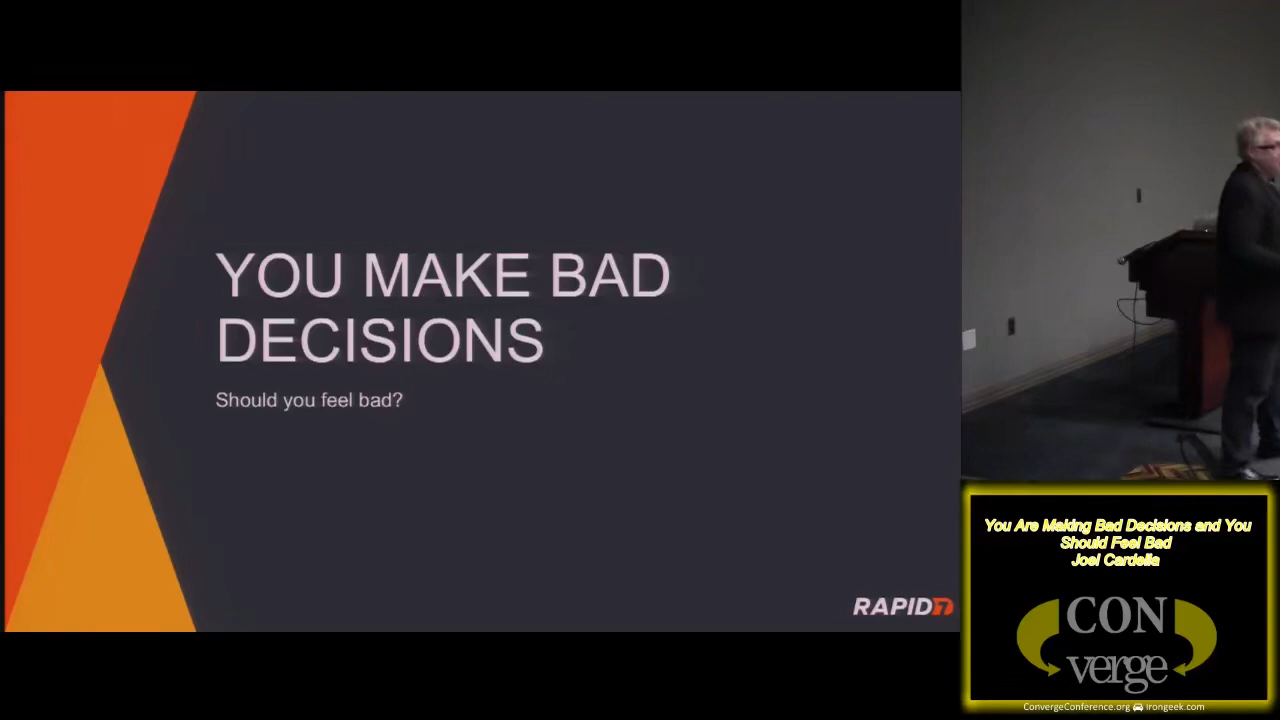 YOU MAKE BAD
DECISIONS
Should you feel bad?
RAPID7
You Are Making Bad Decisions and You
Should Feel Bad
Joel Cardella
CON
verge
ConvergeConference.org irongeek.com